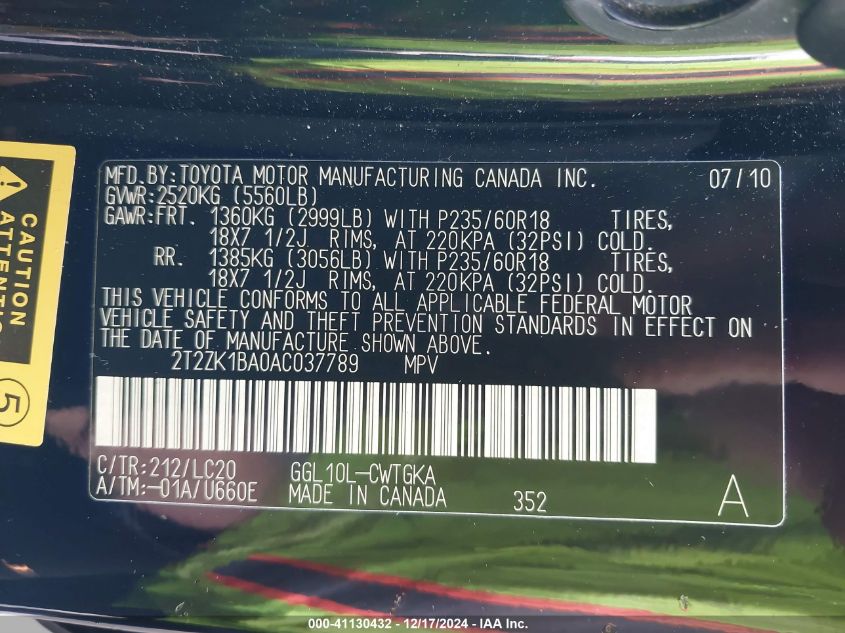 MFD.BY:TOYOTA MOTOR MANUFACTURING CANADA INC. 07/10
GVWR:2520KG (5560LB)
GAWR:FRT. 1360KG (2999LB) WITH P235/60R18 TIRES,
18X7 1/2J RIMS, AT 220KPA (32PSI) COLD.
RR. 1385KG (3056LB) WITH P235/60R18 TIRES,
18X7 1/2J RIMS, AT 220KPA (32PSI) COLD.
THIS VEHICLE CONFORMS TO ALL APPLICABLE FEDERAL MOTOR
VEHICLE SAFETY AND THEFT PREVENTION STANDARDS IN EFFECT ON
THE DATE OF MANUFACTURE SHOWN ABOVE.
2T2ZK1BA0AC037789 MPV
C/TR:212/LC20 GGL10L-CWTGKA
A/TM:-01A/U660E MADE IN CANADA 352 A
CAUTION
ATTENTIO
5
000-41130432 - 12/17/2024 - IAA Inc.